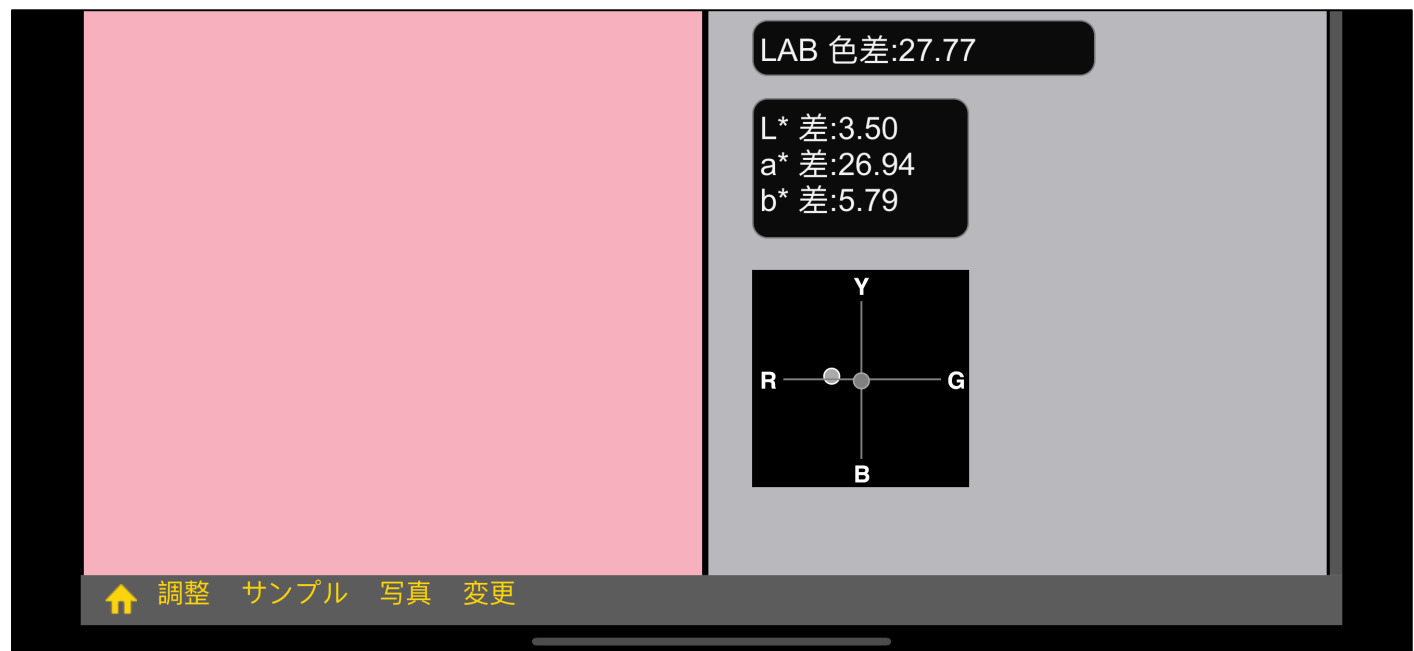 LAB 色差:27.77
L* 差:3.50
a* 差:26.94
b* 差:5.79
Y
R G
B
調整 サンプル 写真 変更